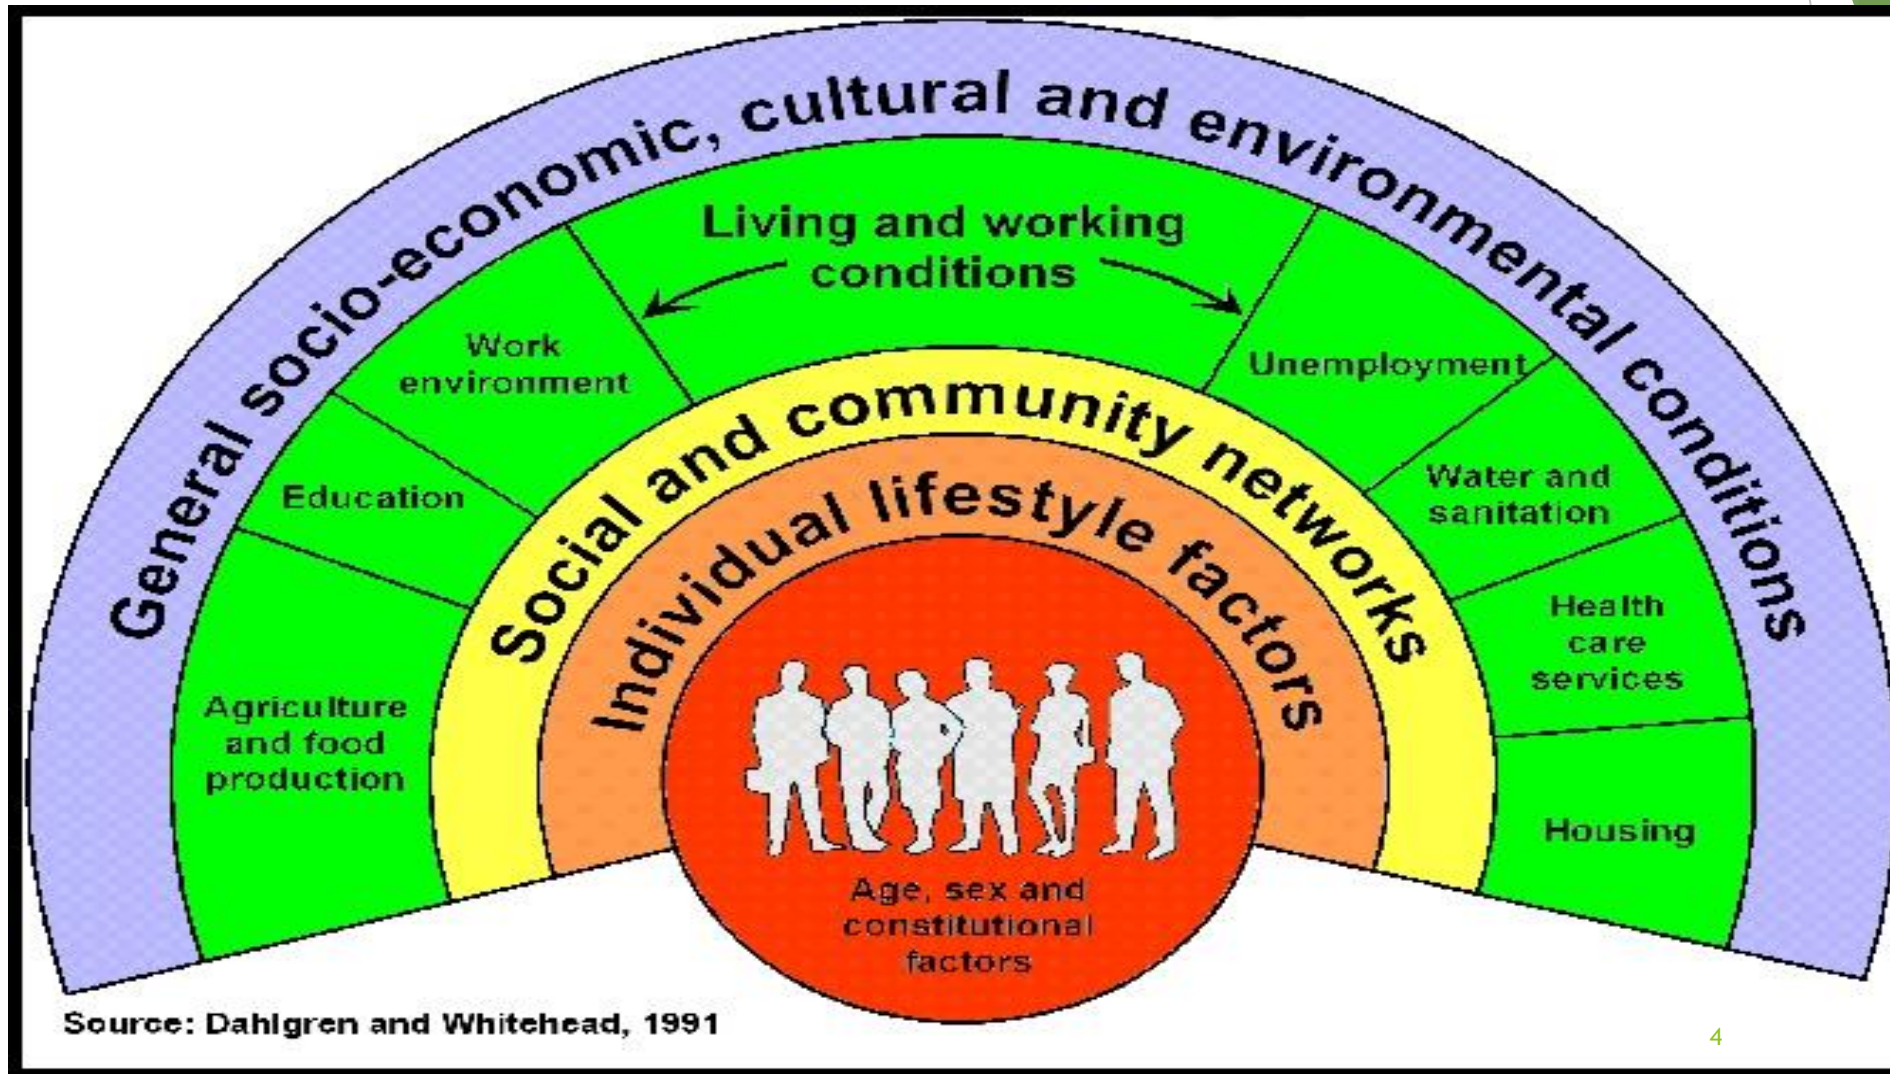 General socio-economic, cultural and environmental conditions
Living and working
conditions
Work
environment
Unemployment
Education
Water and
sanitation
Agriculture
and food
production
Health
care
services
Housing
Social and community networks
Individual lifestyle factors
Age, sex and
constitutional
factors
Source: Dahlgren and Whitehead, 1991
4